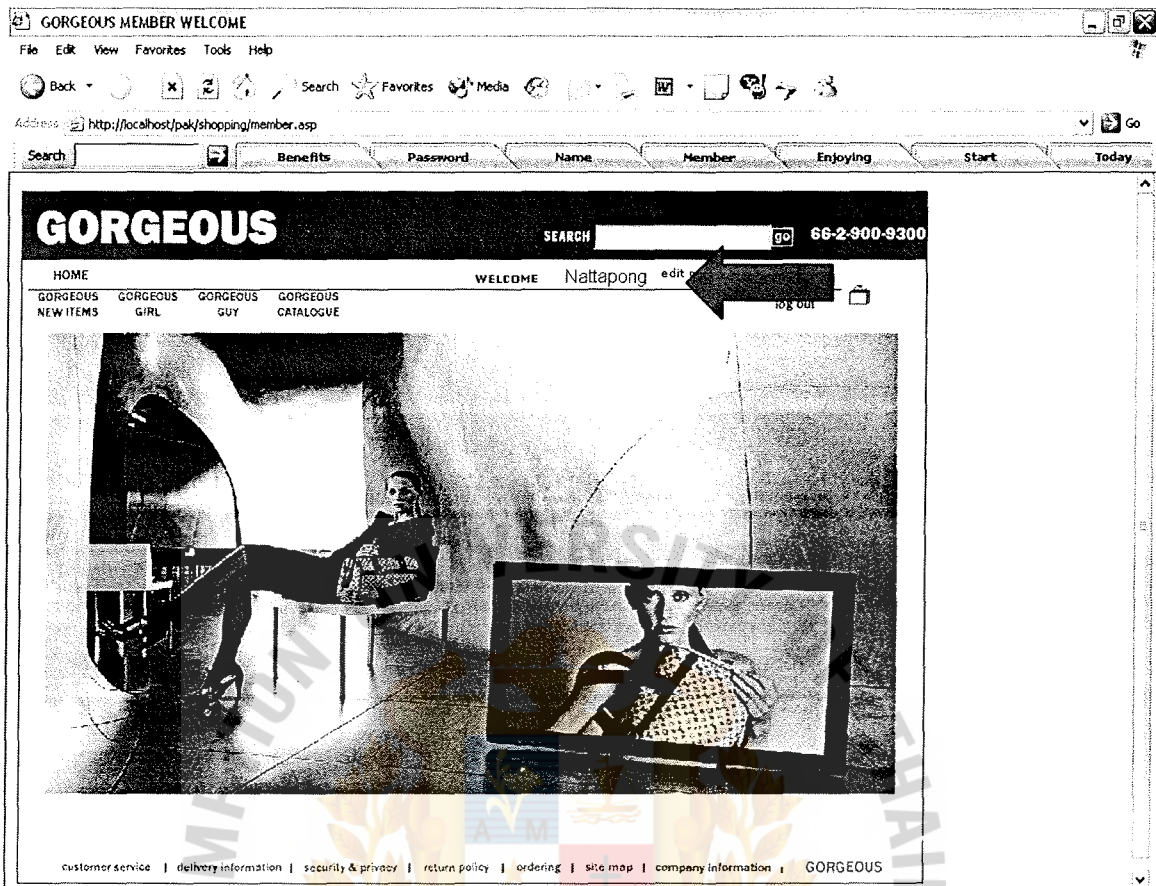 GORGEOUS MEMBER WELCOME
File Edit View Favorites Tools Help
Back Search Favorites Media
Address http://localhost/pak/shopping/member.asp Go
Search Benefits Password Name Member Enjoying Start Today
GORGEOUS
SEARCH go 66-2-900-9300
HOME WELCOME Nattapong edit
log out
GORGEOUS NEW ITEMS GORGEOUS GIRL GORGEOUS GUY GORGEOUS CATALOGUE
customer service | delivery information | security & privacy | return policy | ordering | site map | company information | GORGEOUS